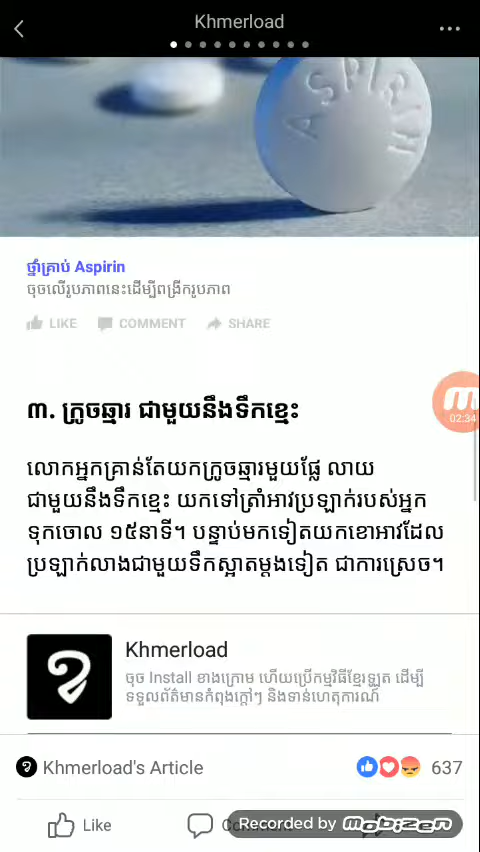 Khmerload
ASPIRIN
ថ្នាំគ្រាប់ Aspirin
ចុចលើរូបភាពនេះដើម្បីពង្រីករូបភាព
LIKE COMMENT SHARE
៣. ក្រូចឆ្មារ ជាមួយនឹងទឹកខ្មេះ
02:34
លោកអ្នកគ្រាន់តែយកក្រូចឆ្មារមួយផ្លែ លាយ
ជាមួយនឹងទឹកខ្មេះ យកទៅត្រាំអាវប្រឡាក់របស់អ្នក
ទុកចោល ១៥នាទី។ បន្ទាប់មកទៀតយកខោអាវដែល
ប្រឡាក់លាងជាមួយទឹកស្អាតម្តងទៀត ជាការស្រេច។
Khmerload
ចុច Install ខាងក្រោម ហើយប្រើកម្មវិធីខ្មែរឡូត ដើម្បី
ទទួលព័ត៌មានកំពុងក្តៅៗ និងទាន់ហេតុការណ៍
Khmerload's Article 637
Like
Recorded by mobizen